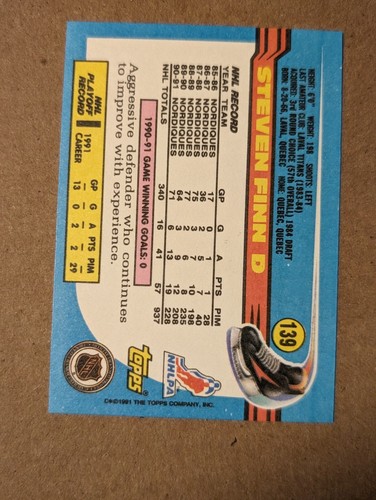 139
STEVEN FINN D
HEIGHT: 6'0" WEIGHT: 198 SHOOTS: LEFT
LAST AMATEUR CLUB: LAVAL TITANS (1983-84)
ACQUIRED: 3RD ROUND CHOICE (57TH OVERALL) 1984 DRAFT
BORN: 8-20-66, LAVAL, QUEBEC HOME: QUEBEC, QUEBEC
NHL RECORD
YEAR TEAM GP G A PTS PIM
85-86 NORDIQUES 17 0 1 1 28
86-87 NORDIQUES 36 2 5 7 40
87-88 NORDIQUES 75 3 7 10 198
88-89 NORDIQUES 77 2 6 8 235
89-90 NORDIQUES 64 3 9 12 208
90-91 NORDIQUES 71 6 13 19 228
NHL TOTALS 340 16 41 57 937
1990-91 GAME WINNING GOALS: 0
Aggressive defender who continues
to improve with experience.
NHL
PLAYOFF
RECORD
GP G A PTS PIM
1991 – – – – –
CAREER 13 0 2 2 29
NHLPA
Topps
NHL
©1991 THE TOPPS COMPANY, INC.